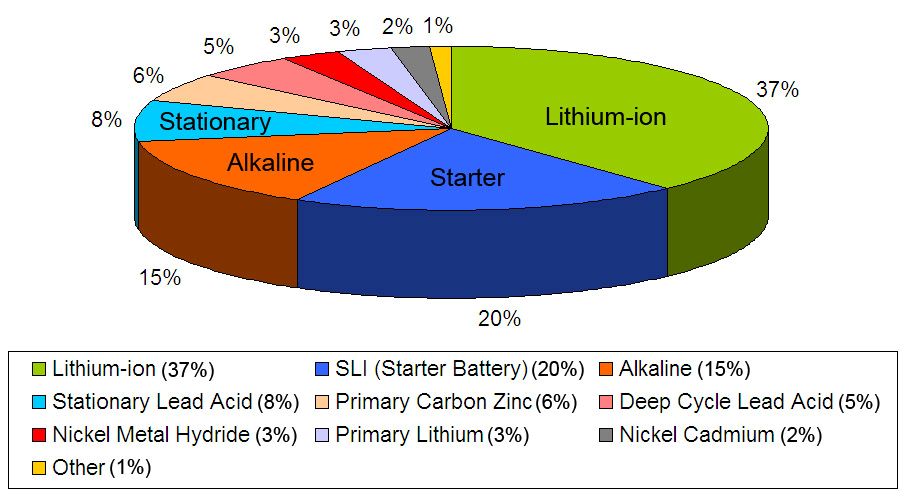 1%
2%
3%
3%
5%
6%
37%
8%
Stationary
Lithium-ion
Alkaline
Starter
15%
20%
Lithium-ion (37%)
SLI (Starter Battery) (20%)
Alkaline (15%)
Stationary Lead Acid (8%)
Primary Carbon Zinc (6%)
Deep Cycle Lead Acid (5%)
Nickel Metal Hydride (3%)
Primary Lithium (3%)
Nickel Cadmium (2%)
Other (1%)